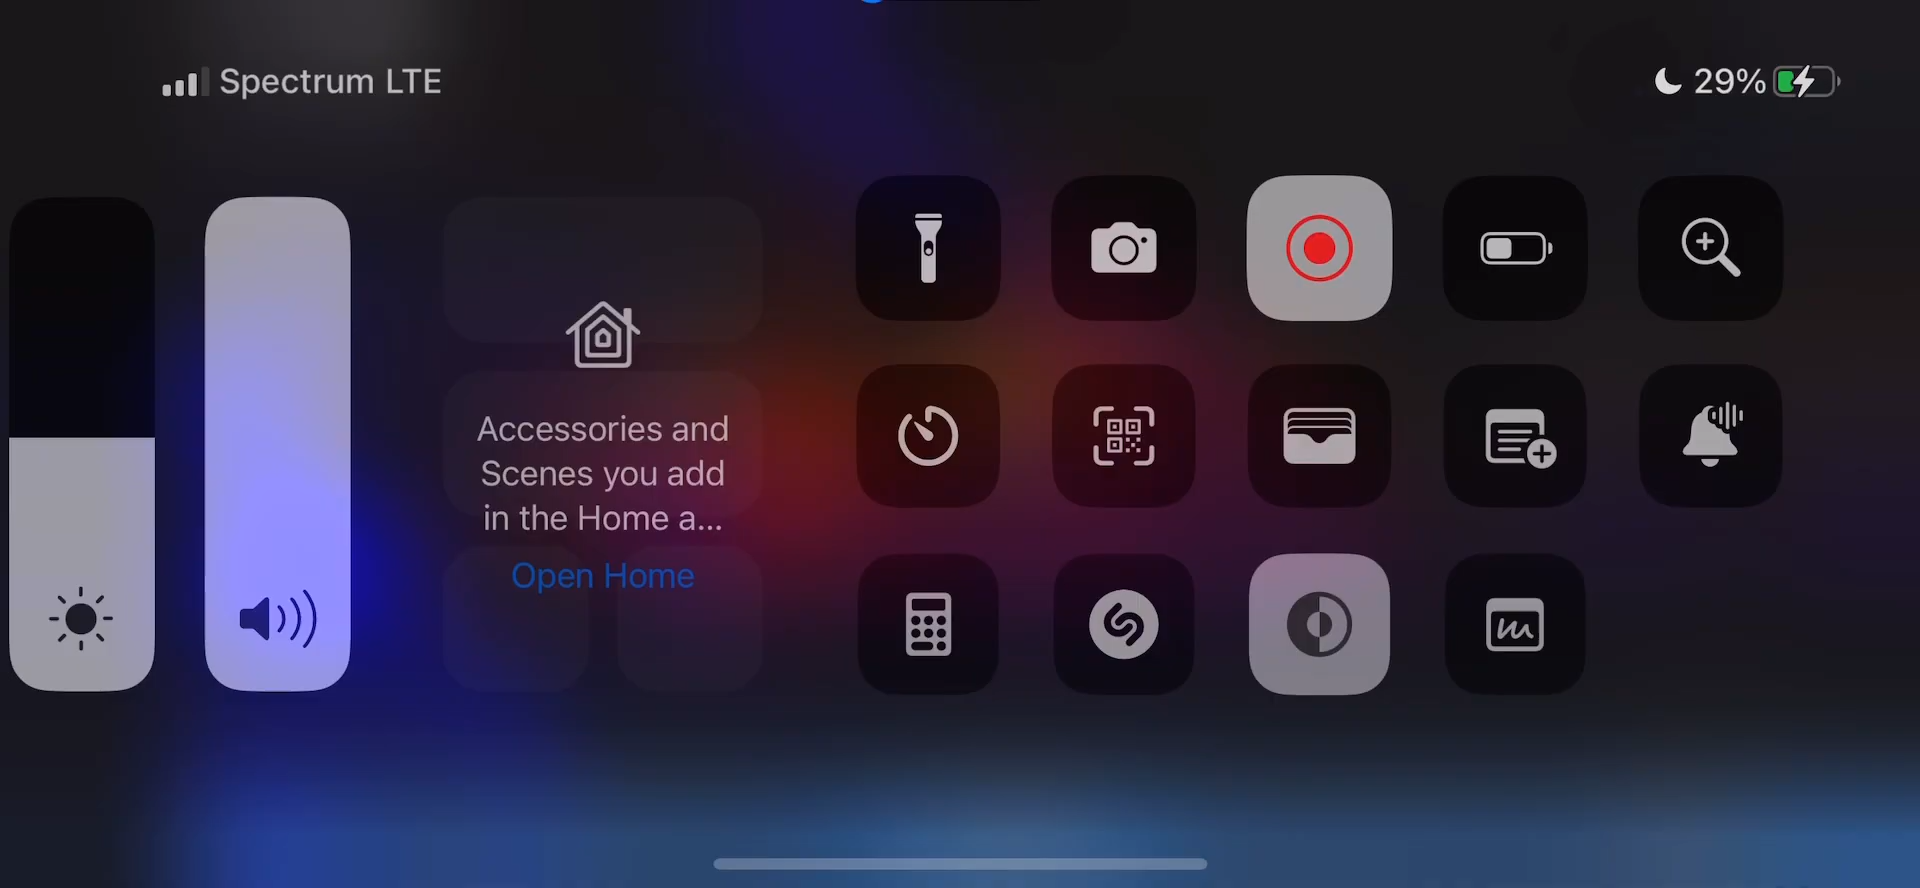 Spectrum LTE
29%
Accessories and
Scenes you add
in the Home a...
Open Home